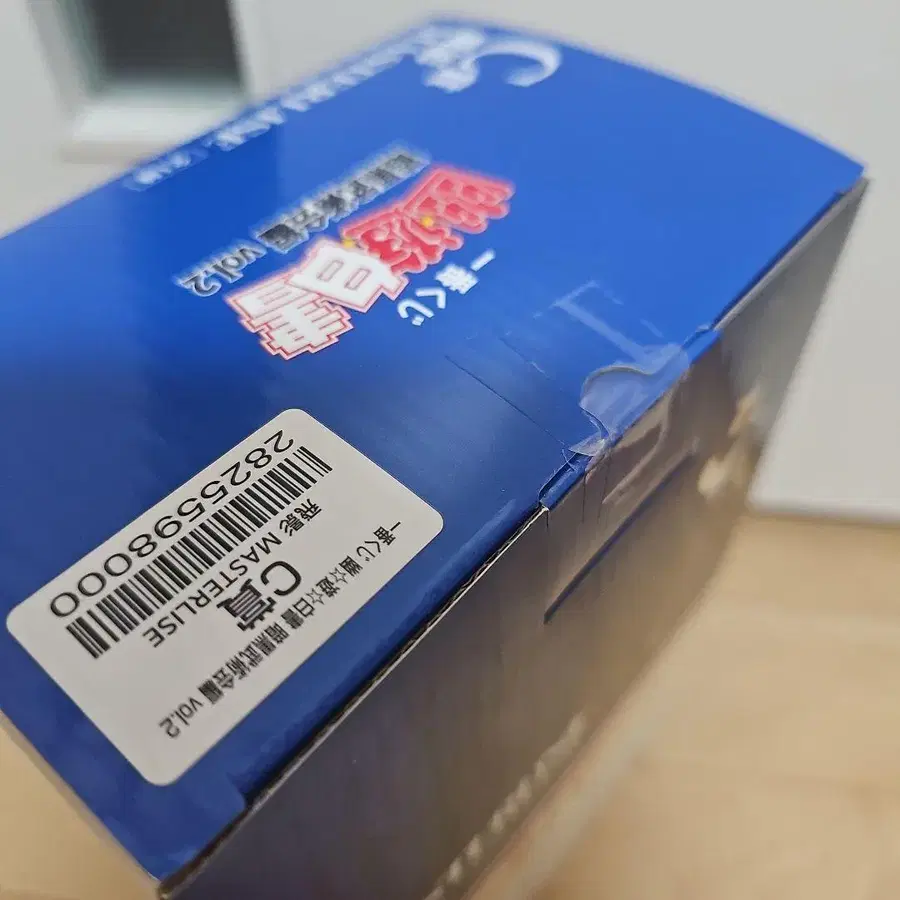 一番くじ
幽遊白書
暗黒武術会編 vol.2
一番くじ 幽☆遊☆白書 暗黒武術会編 vol.2
C賞
飛影 MASTERLISE
2825598000